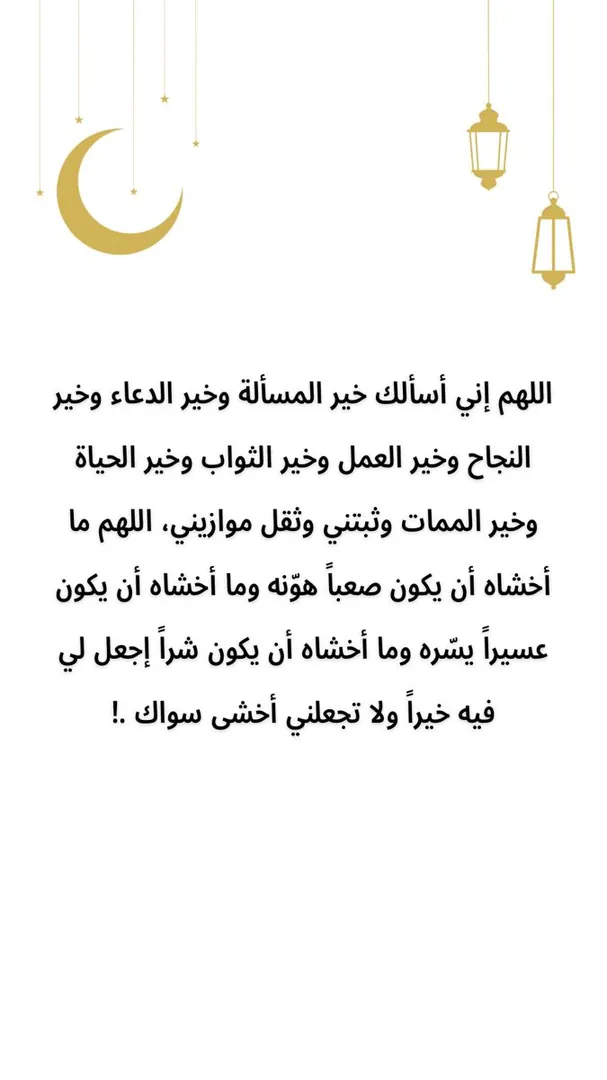 اللهم إني أسألك خير المسألة وخير الدعاء وخير
النجاح وخير العمل وخير الثواب وخير الحياة
وخير الممات وثبتني وثقل موازيني، اللهم ما
أخشاه أن يكون صعباً هوّنه وما أخشاه أن يكون
عسيراً يسّره وما أخشاه أن يكون شراً إجعل لي
فيه خيراً ولا تجعلني أخشى سواك .!